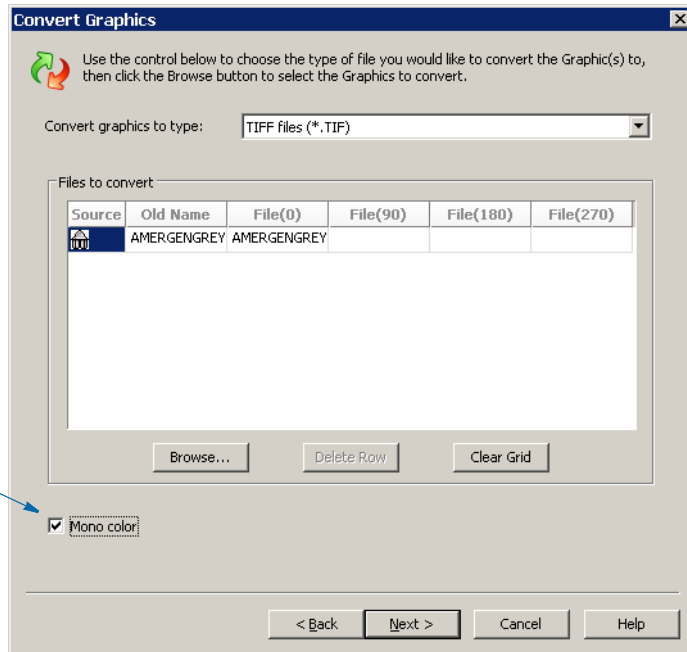 Convert Graphics
Use the control below to choose the type of file you would like to convert the Graphic(s) to,
then click the Browse button to select the Graphics to convert.
Convert graphics to type: TIFF files (*.TIF)
Files to convert
Source Old Name File(0) File(90) File(180) File(270)
AMERGENGREY AMERGENGREY
Browse... Delete Row Clear Grid
Mono color
< Back Next > Cancel Help